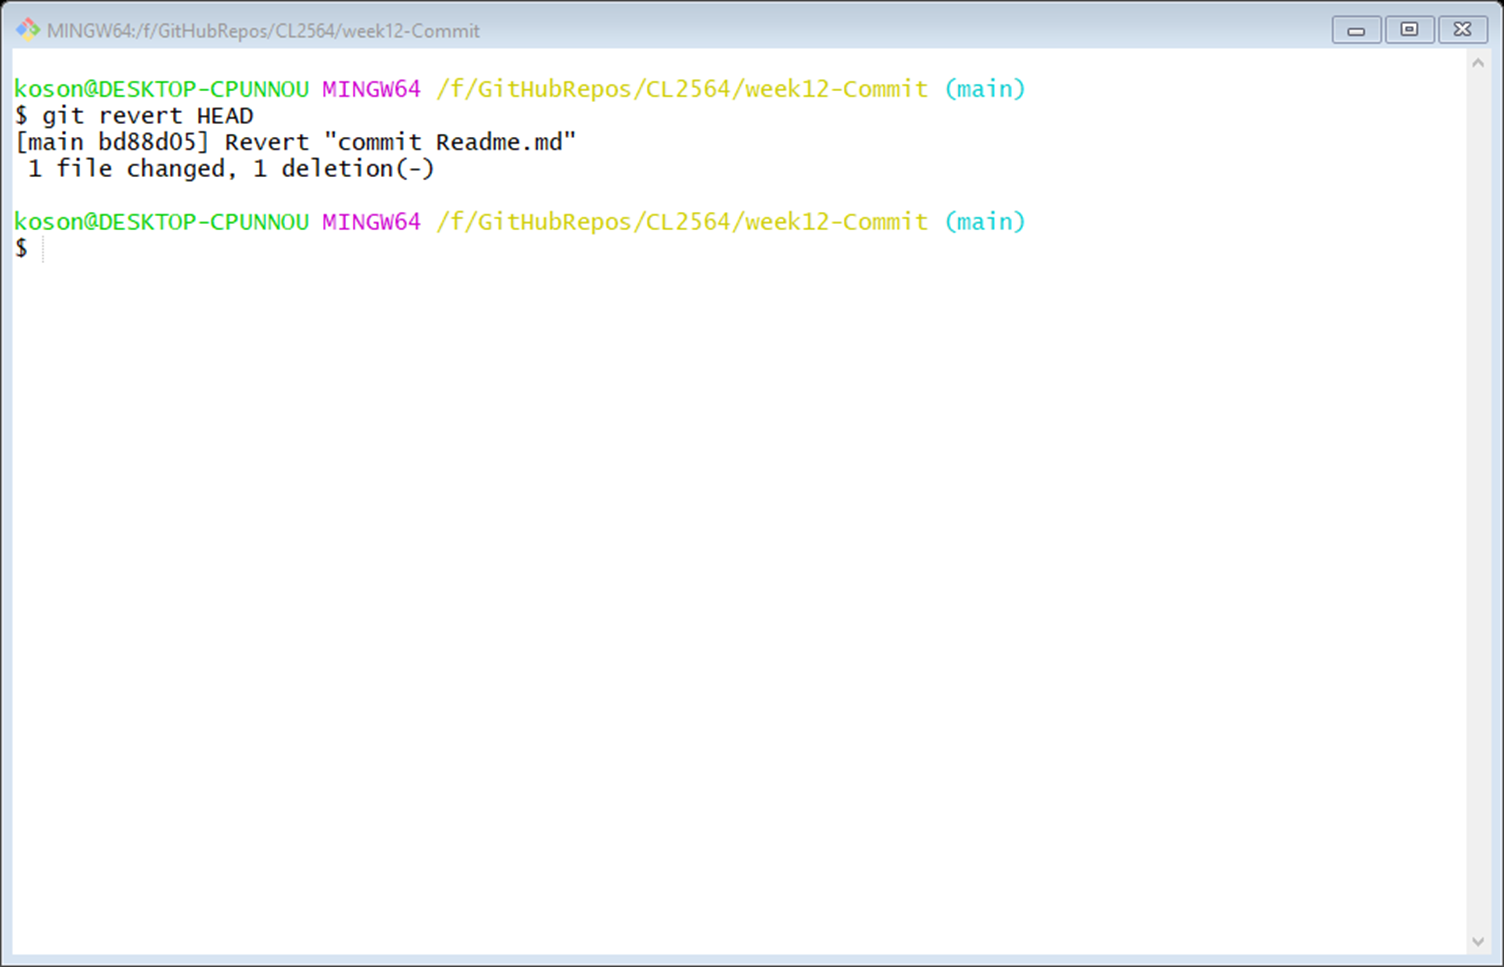 MINGW64:/f/GitHubRepos/CL2564/week12-Commit
koson@DESKTOP-CPUNNOU MINGW64 /f/GitHubRepos/CL2564/week12-Commit (main)
$ git revert HEAD
[main bd88d05] Revert "commit Readme.md"
 1 file changed, 1 deletion(-)
koson@DESKTOP-CPUNNOU MINGW64 /f/GitHubRepos/CL2564/week12-Commit (main)
$